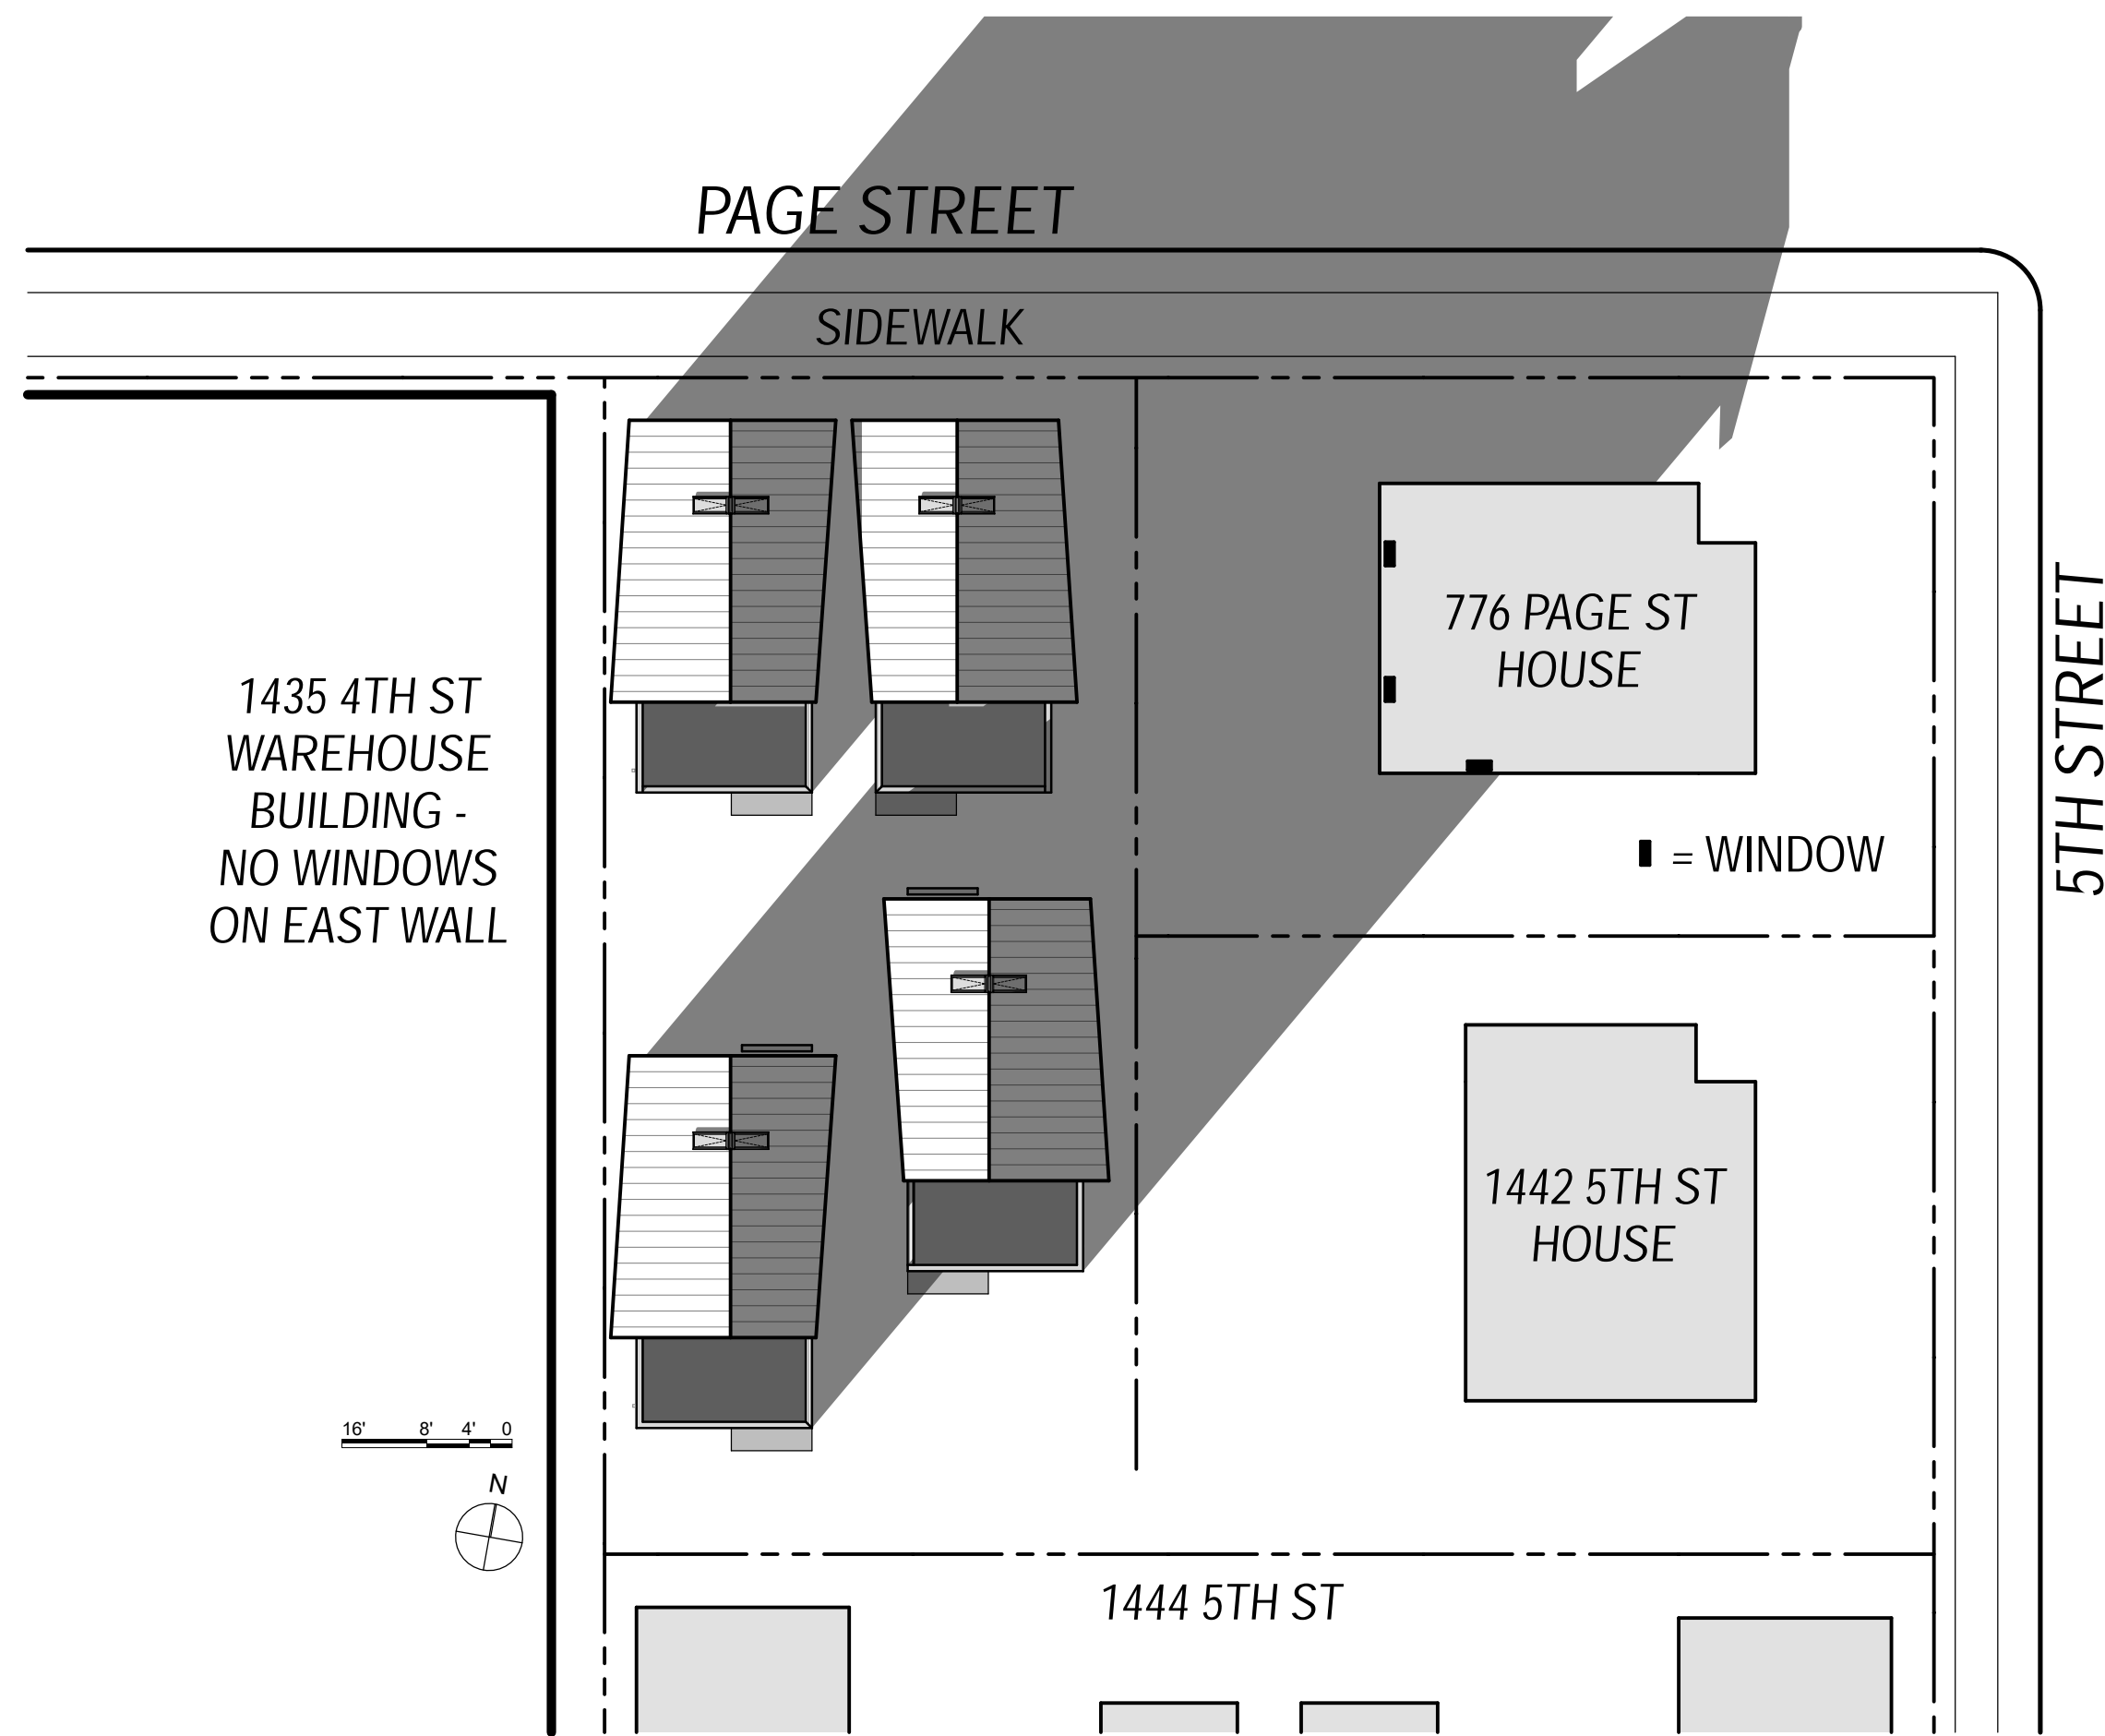 PAGE STREET
SIDEWALK
5TH STREET
776 PAGE ST
HOUSE
1435 4TH ST
WAREHOUSE
BUILDING -
NO WINDOWS
ON EAST WALL
= WINDOW
1442 5TH ST
HOUSE
16' 8' 4' 0
N
1444 5TH ST